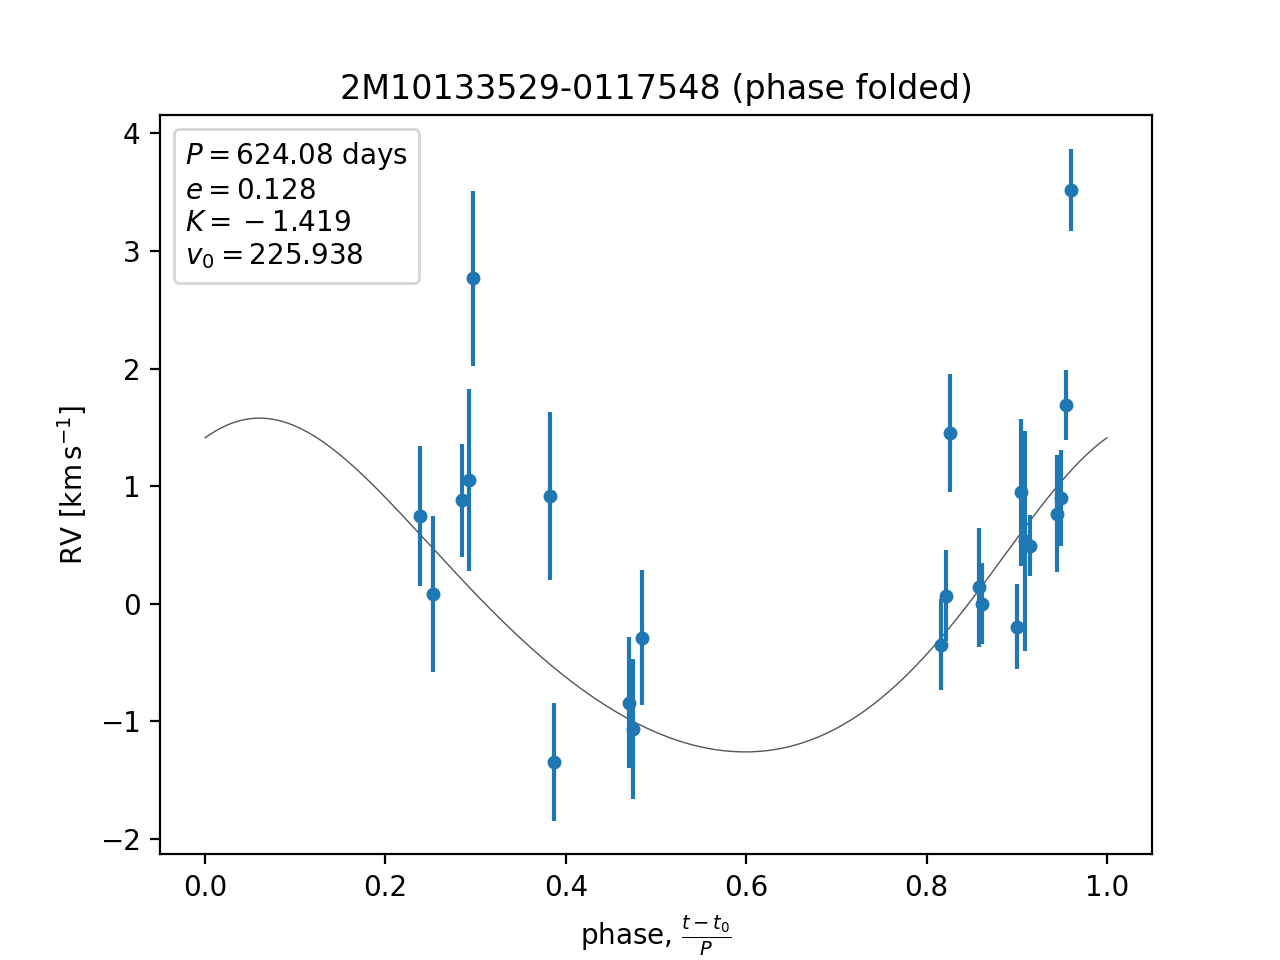 2M10133529-0117548 (phase folded)
P = 624.08 days
e = 0.128
K = −1.419
v₀ = 225.938
4
3
2
1
0
−1
−2
RV [km s⁻¹]
0.0 0.2 0.4 0.6 0.8 1.0
phase, (t − t₀)/P